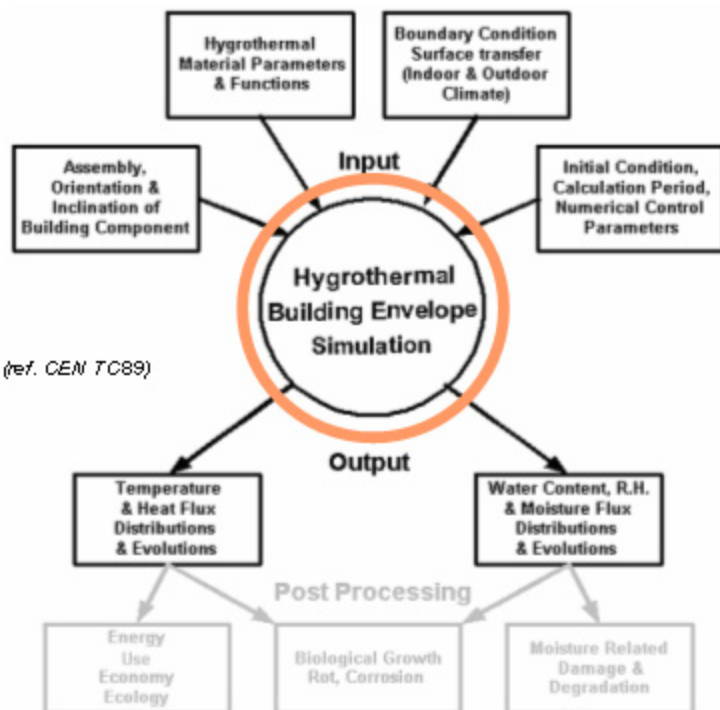 Hygrothermal
Material Parameters
& Functions
Boundary Condition
Surface transfer
(Indoor & Outdoor
Climate)
Assembly,
Orientation &
Inclination of
Building Component
Input
Initial Condition,
Calculation Period,
Numerical Control
Parameters
Hygrothermal
Building Envelope
Simulation
(ref. CEN TC89)
Output
Temperature
& Heat Flux
Distributions
& Evolutions
Water Content, R.H.
& Moisture Flux
Distributions
& Evolutions
Post Processing
Energy
Use
Economy
Ecology
Biological Growth
Rot, Corrosion
Moisture Related
Damage &
Degradation